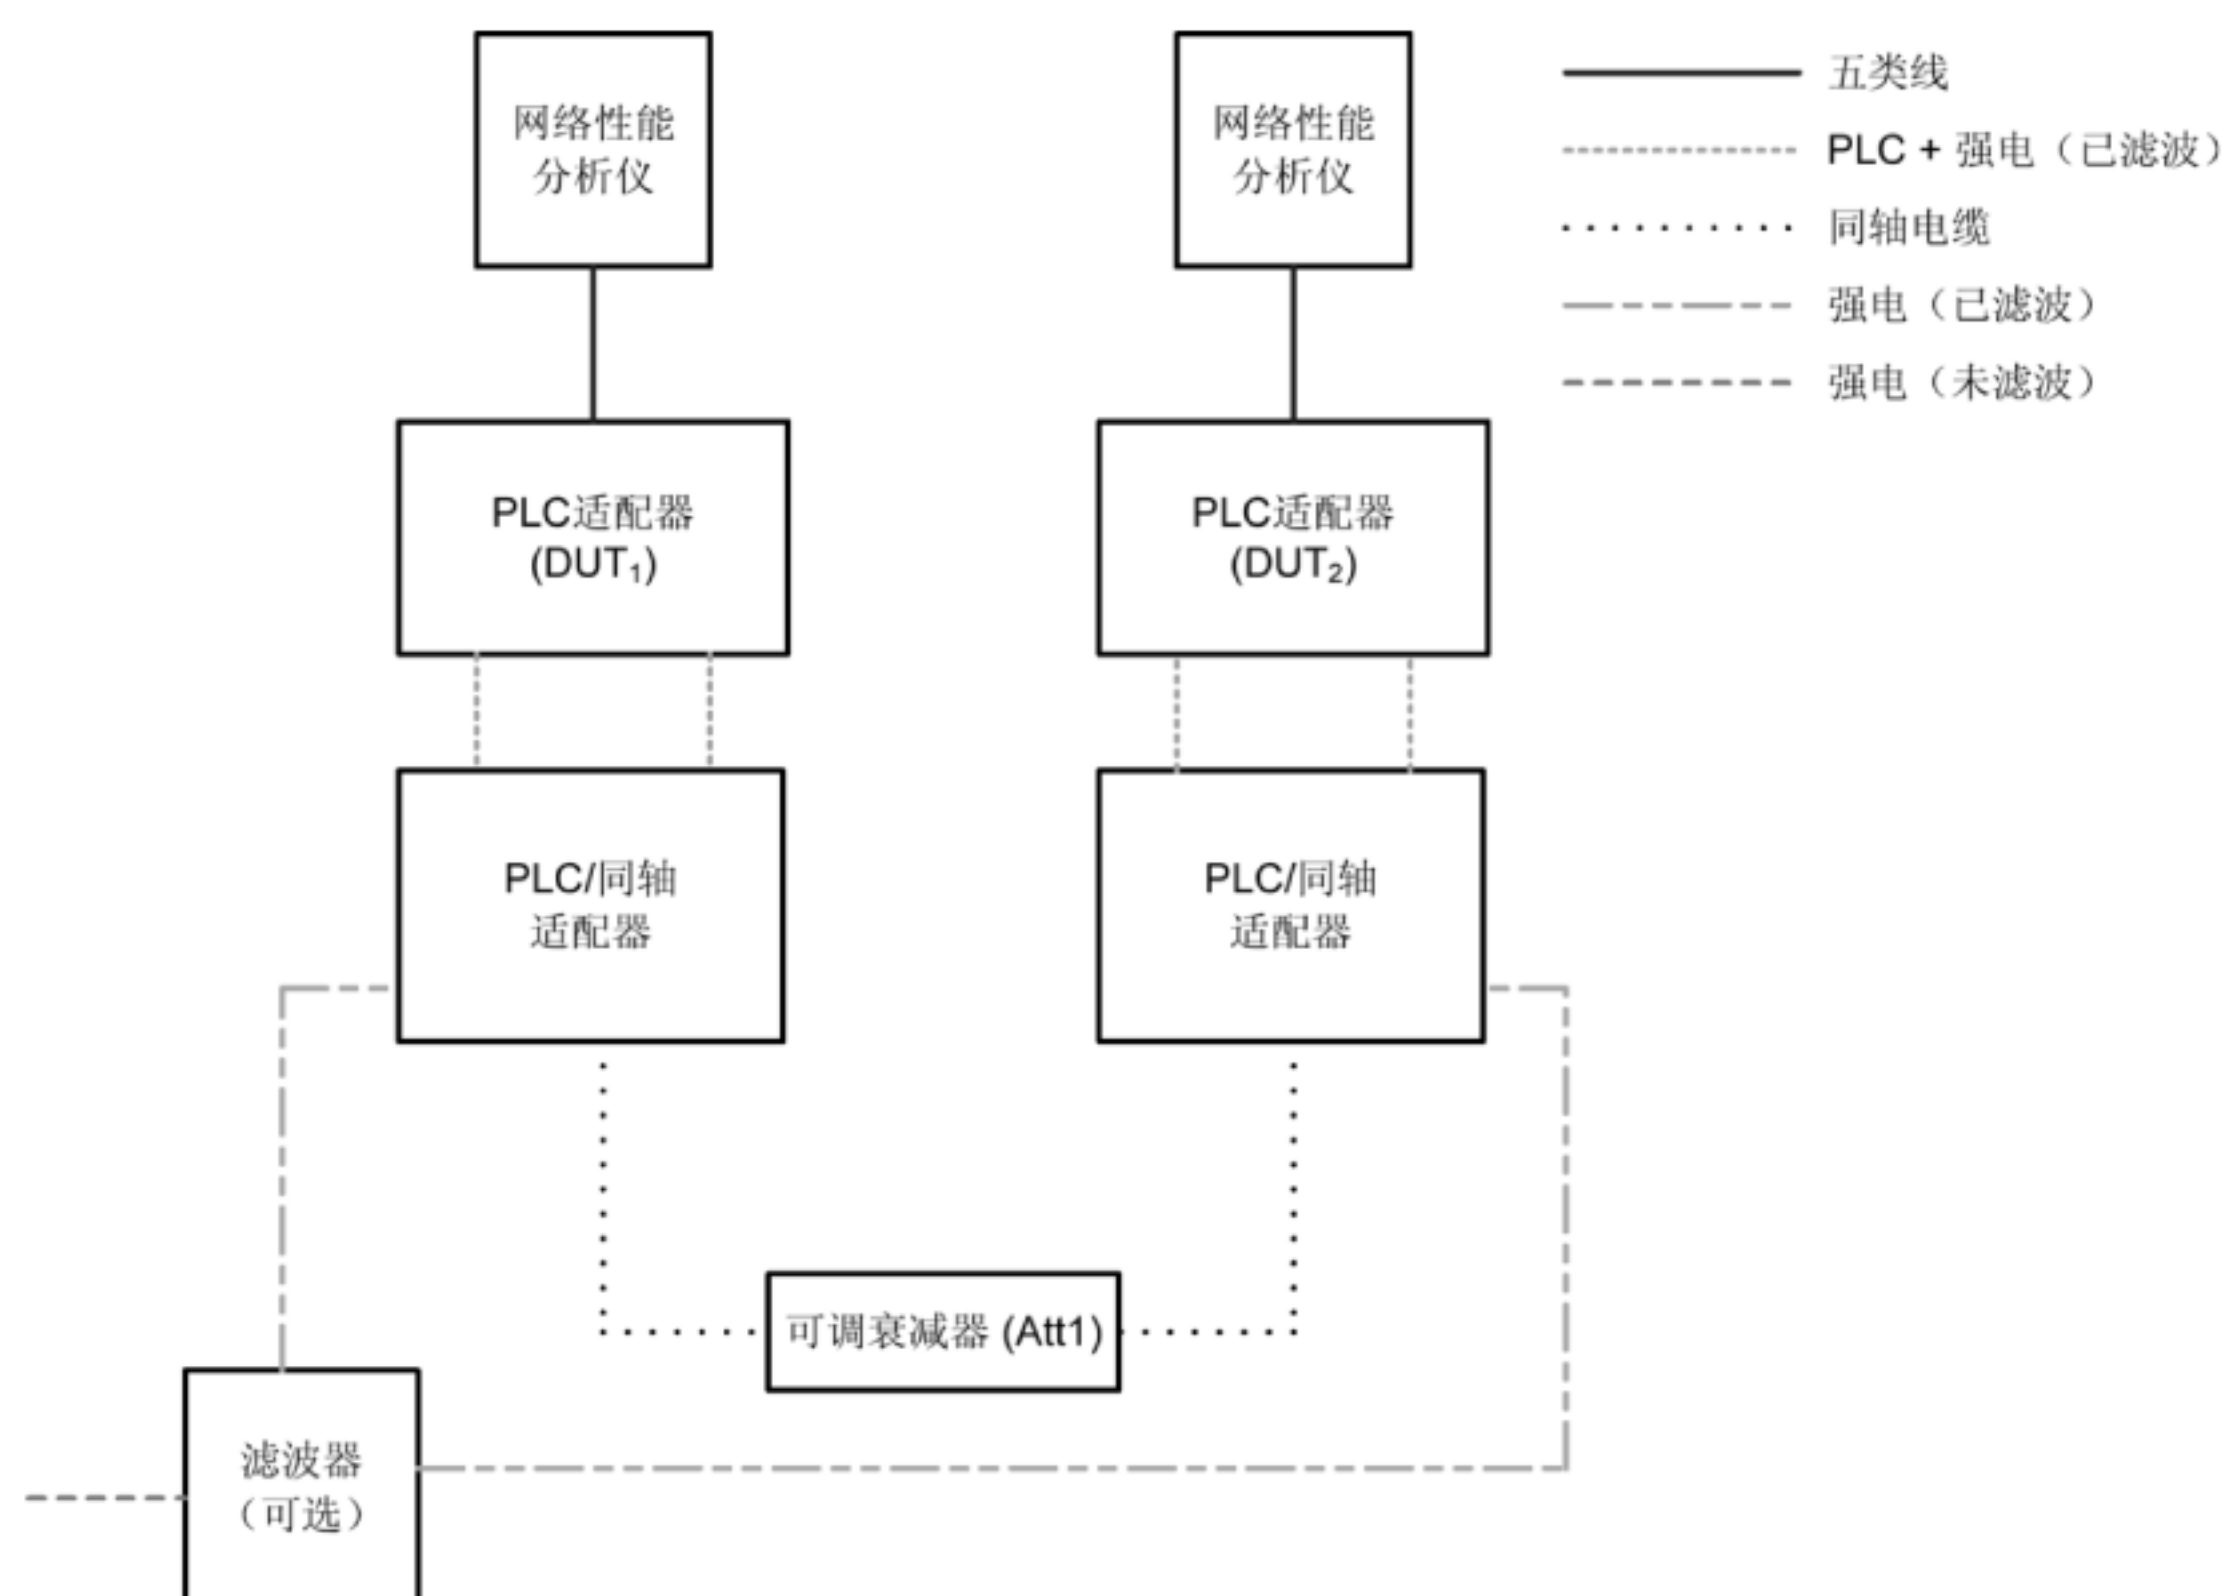 网络性能
分析仪
网络性能
分析仪
五类线
PLC + 强电（已滤波）
同轴电缆
强电（已滤波）
强电（未滤波）
PLC适配器
(DUT₁)
PLC适配器
(DUT₂)
PLC/同轴
适配器
PLC/同轴
适配器
可调衰减器 (Att1)
滤波器
（可选）